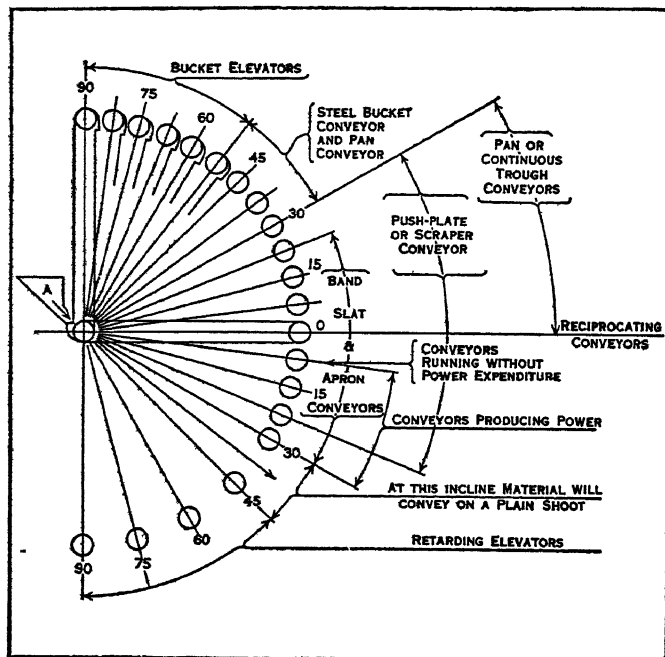 BUCKET ELEVATORS
90
75
60
45
30
15
0
15
30
45
60
75
90
A
STEEL BUCKET
CONVEYOR
AND PAN
CONVEYOR
PAN OR
CONTINUOUS
TROUGH
CONVEYORS
PUSH-PLATE
OR SCRAPER
CONVEYOR
BAND
SLAT
&
APRON
CONVEYORS
RECIPROCATING
CONVEYORS
CONVEYORS
RUNNING WITHOUT
POWER EXPENDITURE
CONVEYORS PRODUCING POWER
AT THIS INCLINE MATERIAL WILL
CONVEY ON A PLAIN SHOOT
RETARDING ELEVATORS